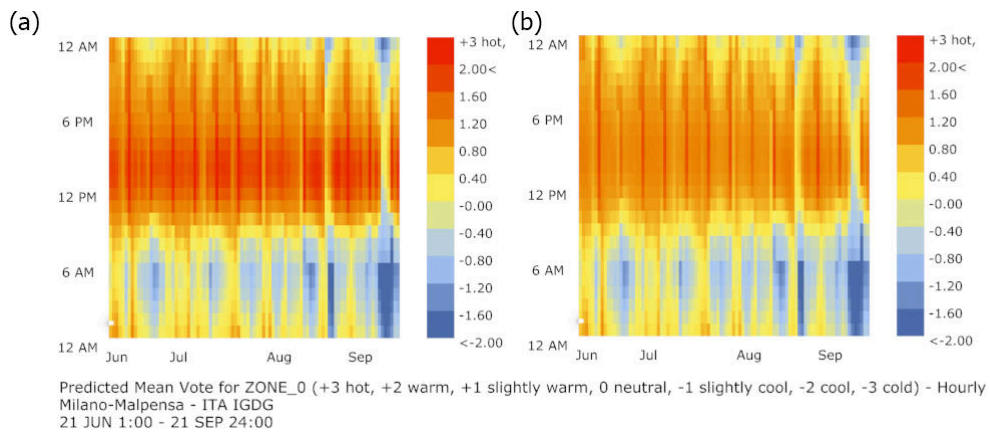 (a)
12 AM
6 PM
12 PM
6 AM
12 AM
Jun Jul Aug Sep
+3 hot,
2.00<
1.60
1.20
0.80
0.40
-0.00
-0.40
-0.80
-1.20
-1.60
<-2.00
(b)
12 AM
6 PM
12 PM
6 AM
12 AM
Jun Jul Aug Sep
+3 hot,
2.00<
1.60
1.20
0.80
0.40
-0.00
-0.40
-0.80
-1.20
-1.60
<-2.00
Predicted Mean Vote for ZONE_0 (+3 hot, +2 warm, +1 slightly warm, 0 neutral, -1 slightly cool, -2 cool, -3 cold) - Hourly
Milano-Malpensa - ITA IGDG
21 JUN 1:00 - 21 SEP 24:00